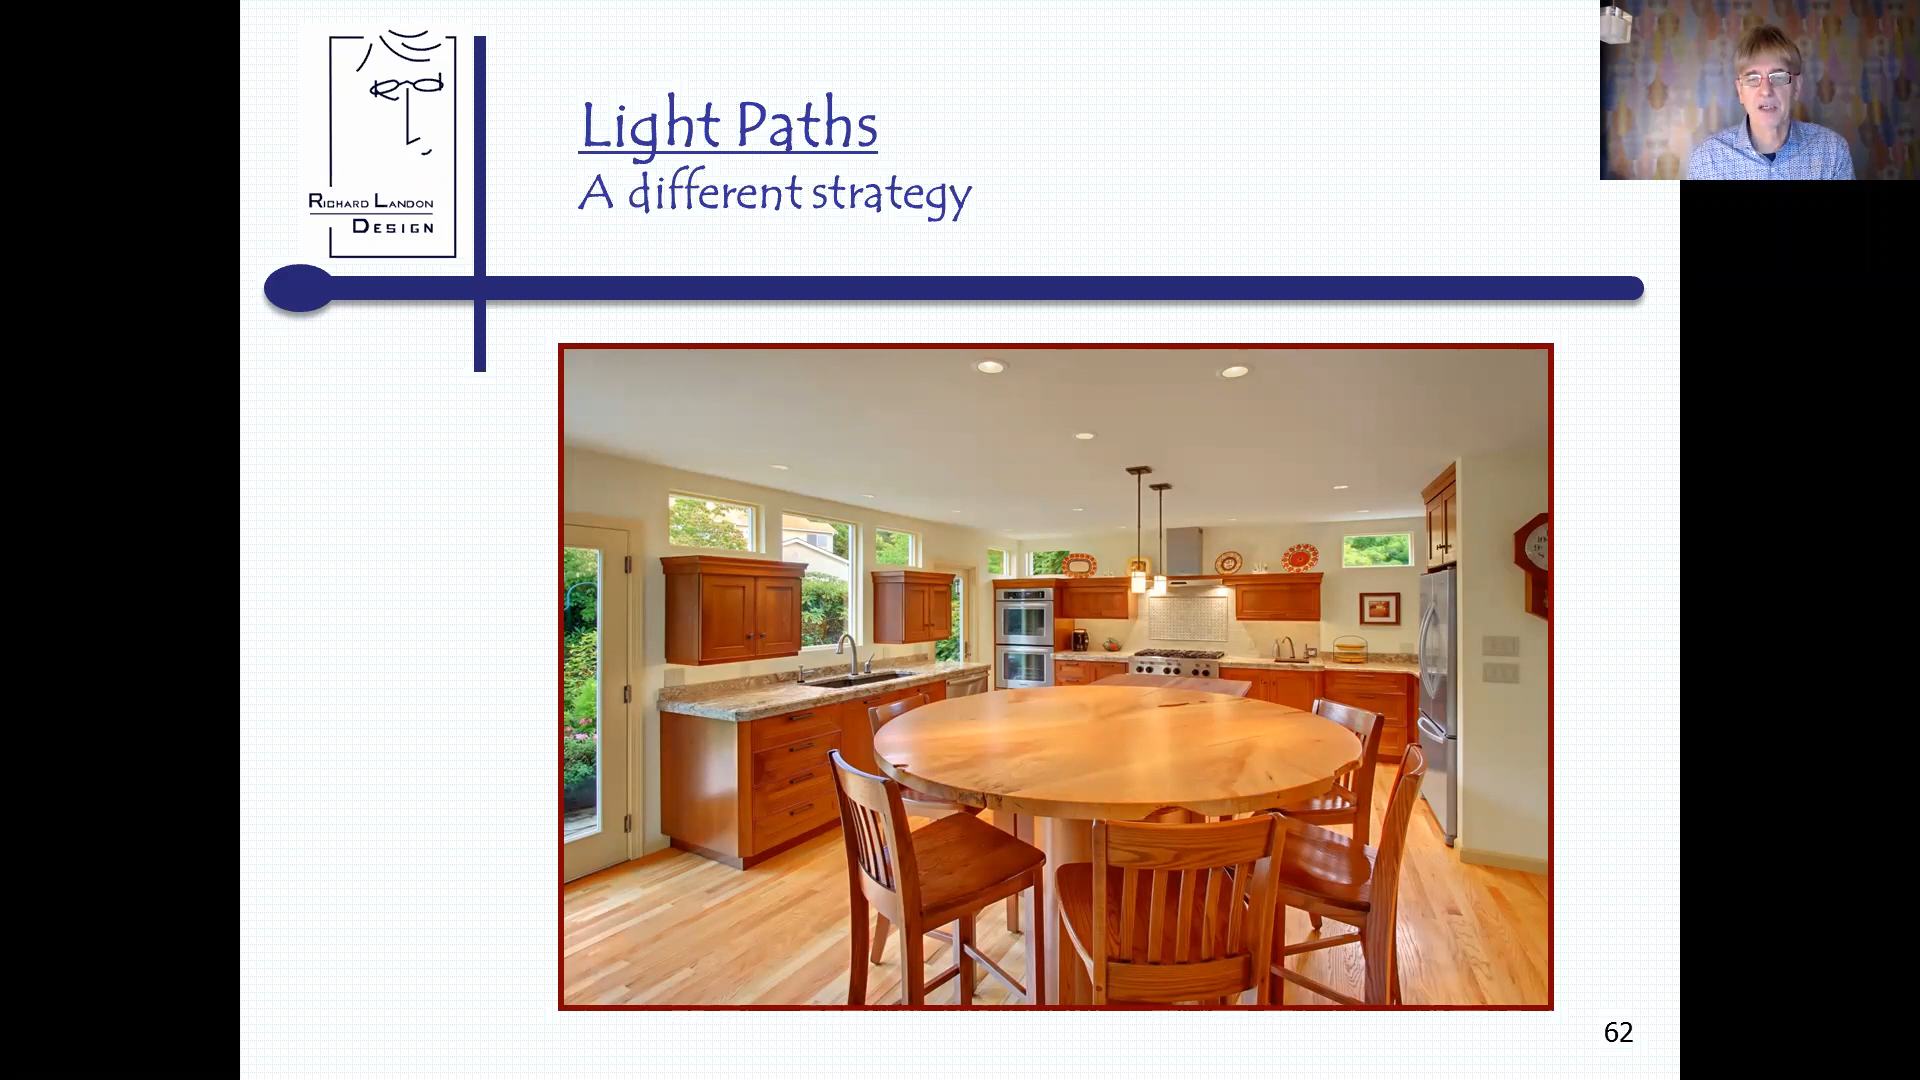 RICHARD LANDON
DESIGN
Light Paths
A different strategy
62